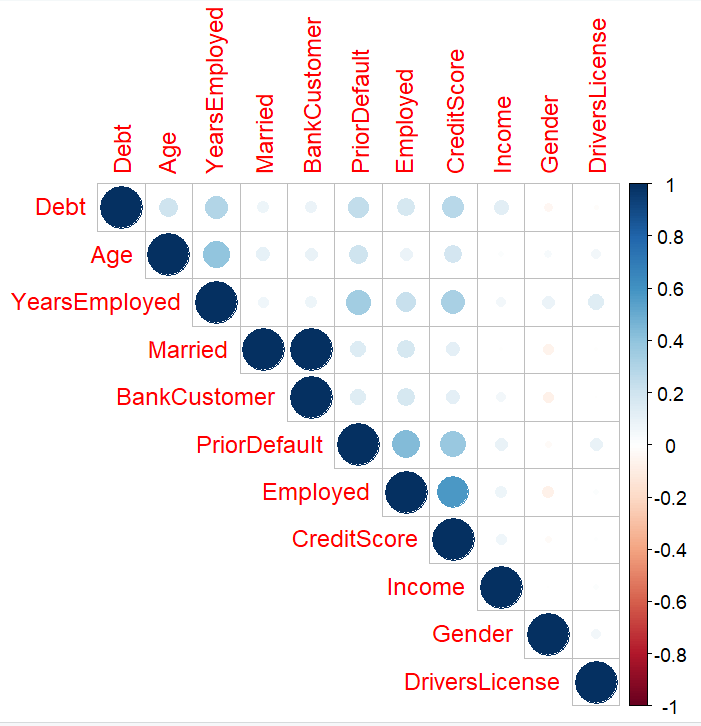 Debt
Age
YearsEmployed
Married
BankCustomer
PriorDefault
Employed
CreditScore
Income
Gender
DriversLicense
Debt
Age
YearsEmployed
Married
BankCustomer
PriorDefault
Employed
CreditScore
Income
Gender
DriversLicense
1
0.8
0.6
0.4
0.2
0
-0.2
-0.4
-0.6
-0.8
-1